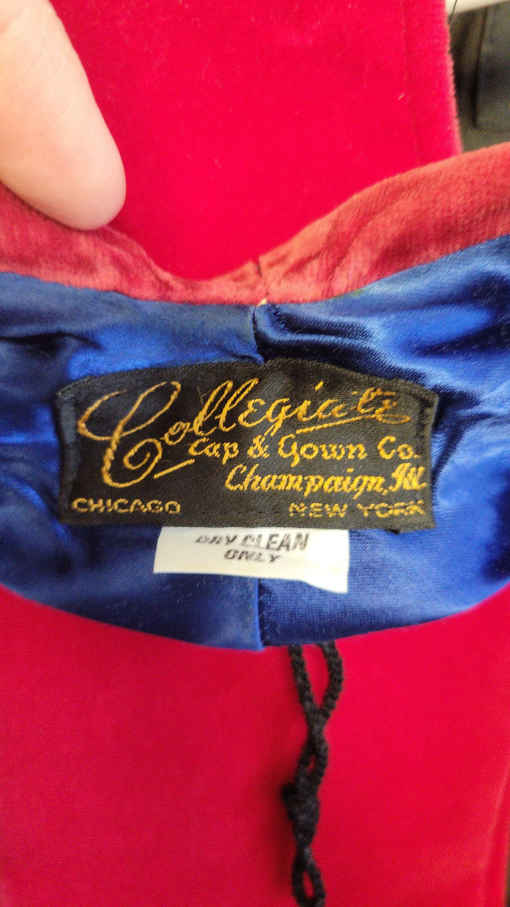 Collegiate
Cap & Gown Co.
Champaign, Ill.
CHICAGO NEW YORK
DRY CLEAN
ONLY